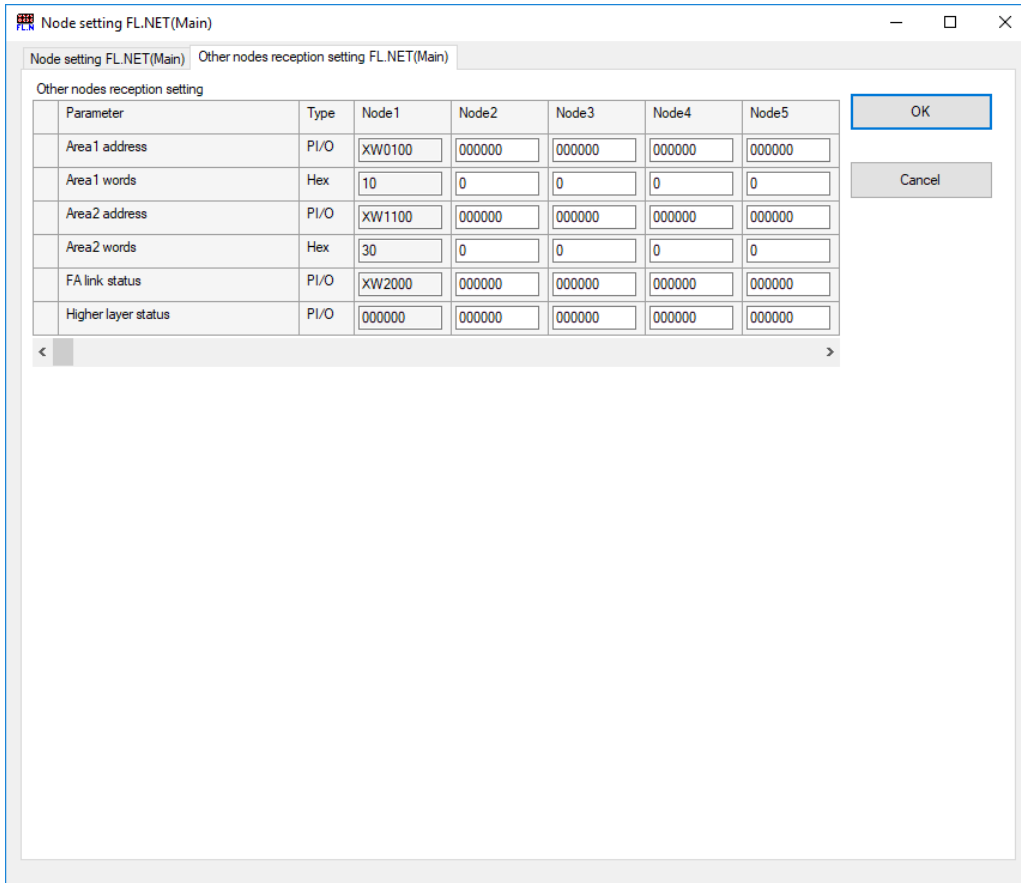 FL.N Node setting FL.NET(Main)
Node setting FL.NET(Main) Other nodes reception setting FL.NET(Main)
Other nodes reception setting
Parameter Type Node1 Node2 Node3 Node4 Node5
Area1 address PI/O XW0100 000000 000000 000000 000000
Area1 words Hex 10 0 0 0 0
Area2 address PI/O XW1100 000000 000000 000000 000000
Area2 words Hex 30 0 0 0 0
FA link status PI/O XW2000 000000 000000 000000 000000
Higher layer status PI/O 000000 000000 000000 000000 000000
OK
Cancel